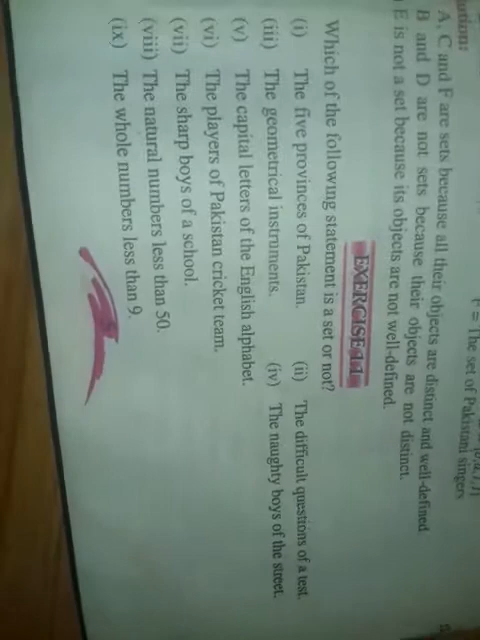 = The set of Pakistani singers
ution:
A, C and F are sets because all their objects are distinct and well-defined
B and D are not sets because their objects are not distinct.
E is not a set because its objects are not well-defined.
EXERCISE 1.1
Which of the following statement is a set or not?
(i) The five provinces of Pakistan. (ii) The difficult questions of a test.
(iii) The geometrical instruments. (iv) The naughty boys of the street.
(v) The capital letters of the English alphabet.
(vi) The players of Pakistan cricket team.
(vii) The sharp boys of a school.
(viii) The natural numbers less than 50.
(ix) The whole numbers less than 9.